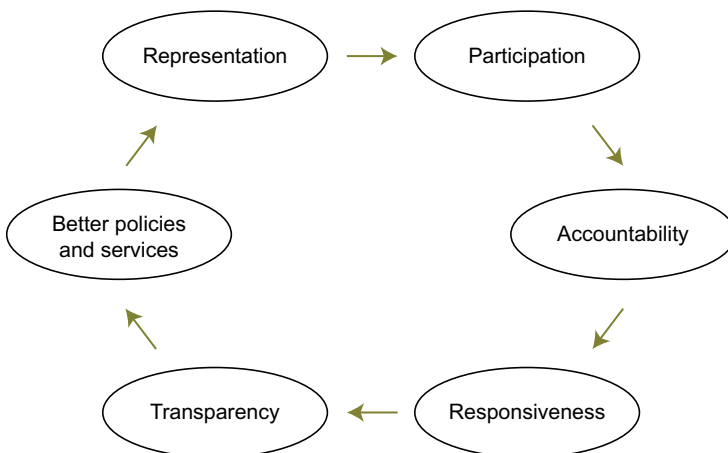 Representation
Participation
Accountability
Responsiveness
Transparency
Better policies
and services